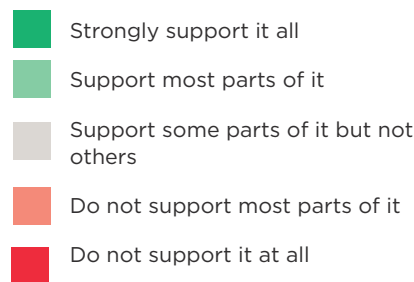 Strongly support it all
Support most parts of it
Support some parts of it but not
others
Do not support most parts of it
Do not support it at all